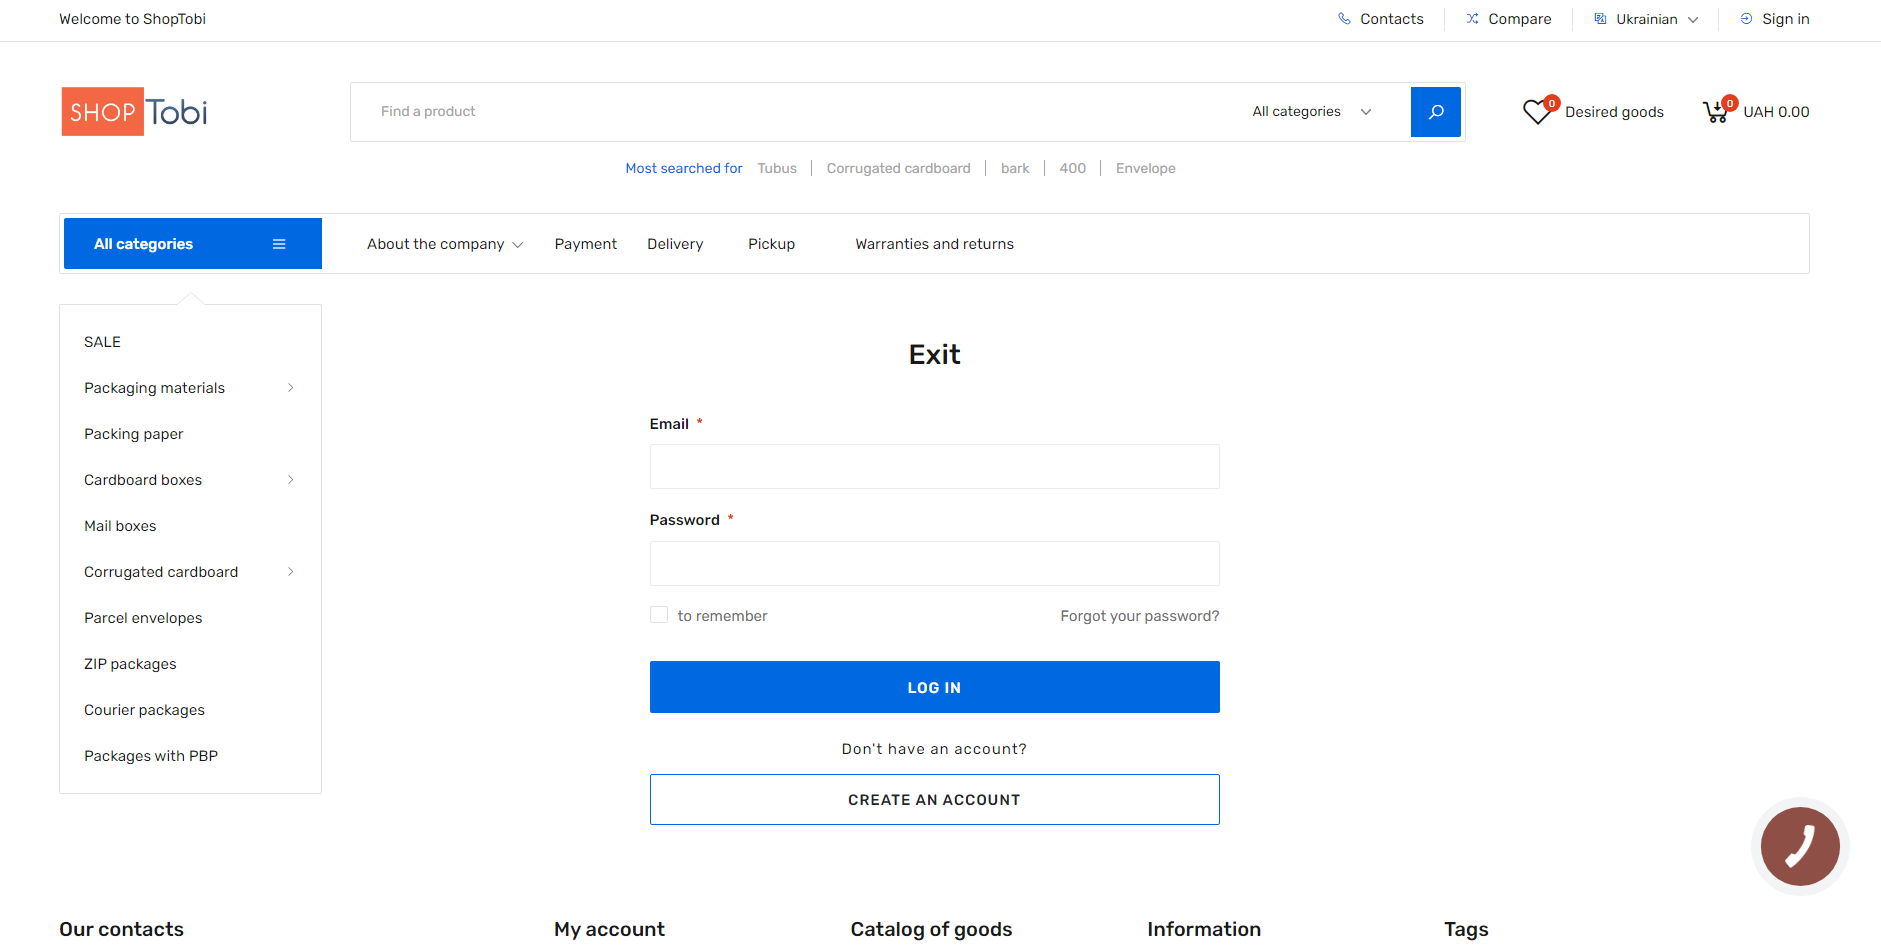 Welcome to ShopTobi
Contacts
Compare
Ukrainian
Sign in
SHOP Tobi
Find a product
All categories
0
Desired goods
0
UAH 0.00
Most searched for
Tubus
Corrugated cardboard
bark
400
Envelope
All categories
About the company
Payment
Delivery
Pickup
Warranties and returns
SALE
Packaging materials
Packing paper
Cardboard boxes
Mail boxes
Corrugated cardboard
Parcel envelopes
ZIP packages
Courier packages
Packages with PBP
Exit
Email *
Password *
to remember
Forgot your password?
LOG IN
Don't have an account?
CREATE AN ACCOUNT
Our contacts
My account
Catalog of goods
Information
Tags